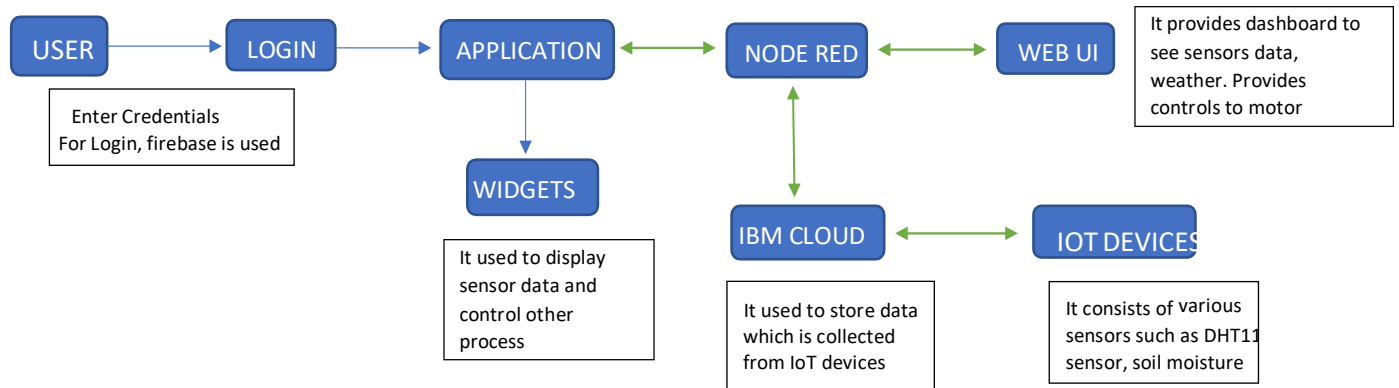 USER
LOGIN
APPLICATION
NODE RED
WEB UI
It provides dashboard to
see sensors data,
weather. Provides
controls to motor
Enter Credentials
For Login, firebase is used
WIDGETS
IBM CLOUD
IOT DEVICES
It used to display
sensor data and
control other
process
It used to store data
which is collected
from IoT devices
It consists of various
sensors such as DHT11
sensor, soil moisture